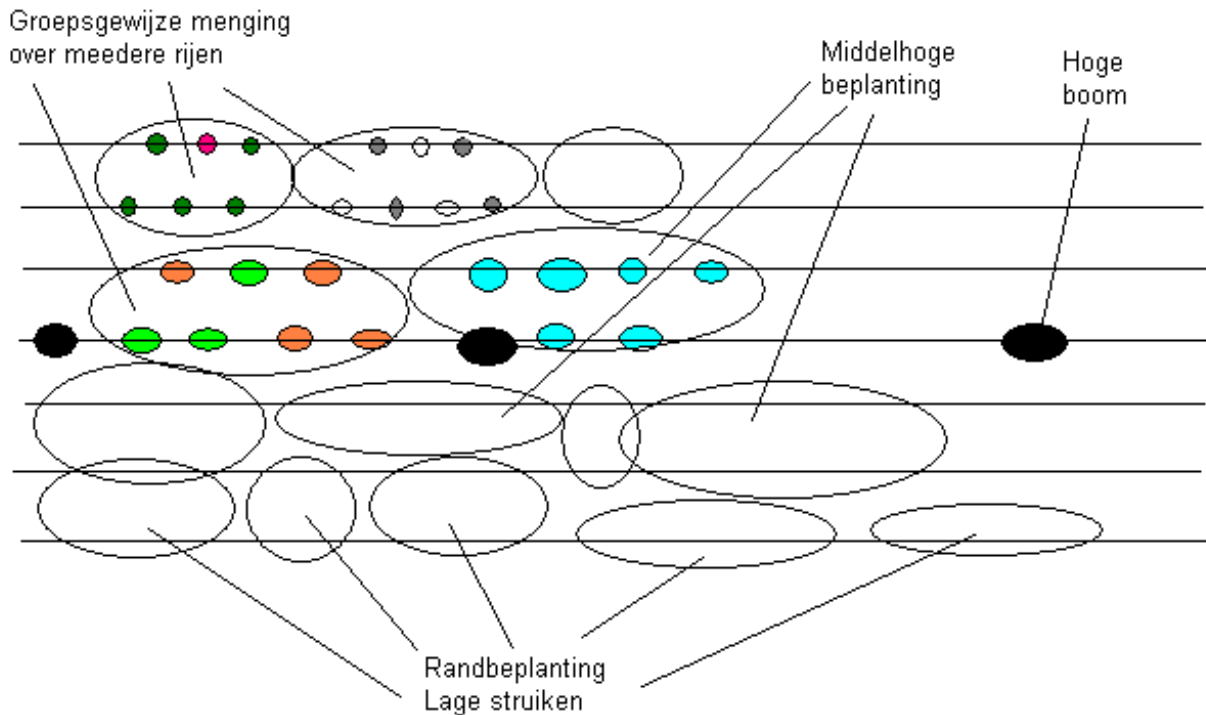 Groepsgewijze menging
over meedere rijen
Middelhoge
beplanting
Hoge
boom
Randbeplanting
Lage struiken